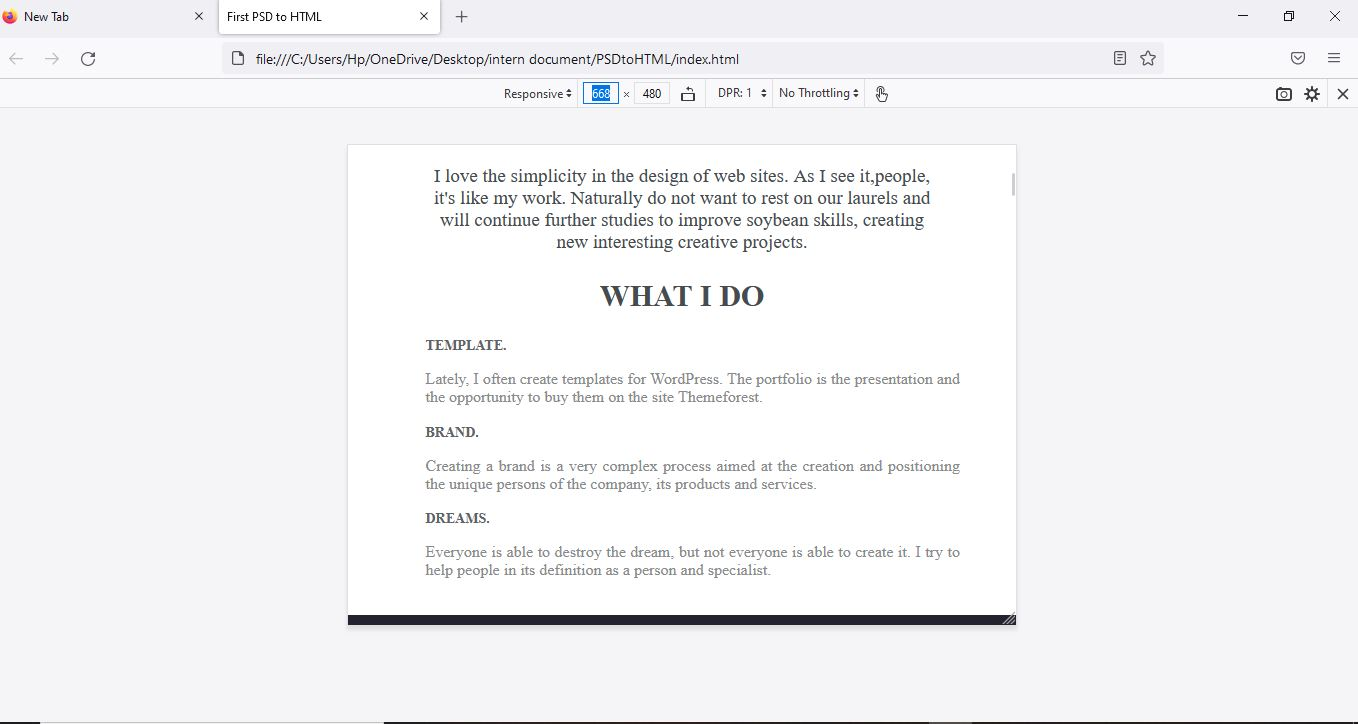 New Tab
First PSD to HTML
file:///C:/Users/Hp/OneDrive/Desktop/intern document/PSDtoHTML/index.html
Responsive 668 × 480 DPR: 1 No Throttling
I love the simplicity in the design of web sites. As I see it,people,
it's like my work. Naturally do not want to rest on our laurels and
will continue further studies to improve soybean skills, creating
new interesting creative projects.
WHAT I DO
TEMPLATE.
Lately, I often create templates for WordPress. The portfolio is the presentation and
the opportunity to buy them on the site Themeforest.
BRAND.
Creating a brand is a very complex process aimed at the creation and positioning
the unique persons of the company, its products and services.
DREAMS.
Everyone is able to destroy the dream, but not everyone is able to create it. I try to
help people in its definition as a person and specialist.